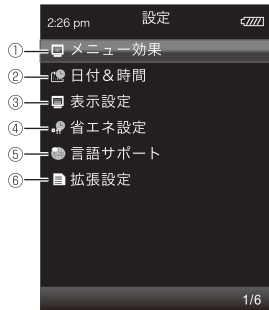 2:26 pm 設定
① メニュー効果
② 日付＆時間
③ 表示設定
④ 省エネ設定
⑤ 言語サポート
⑥ 拡張設定
1/6